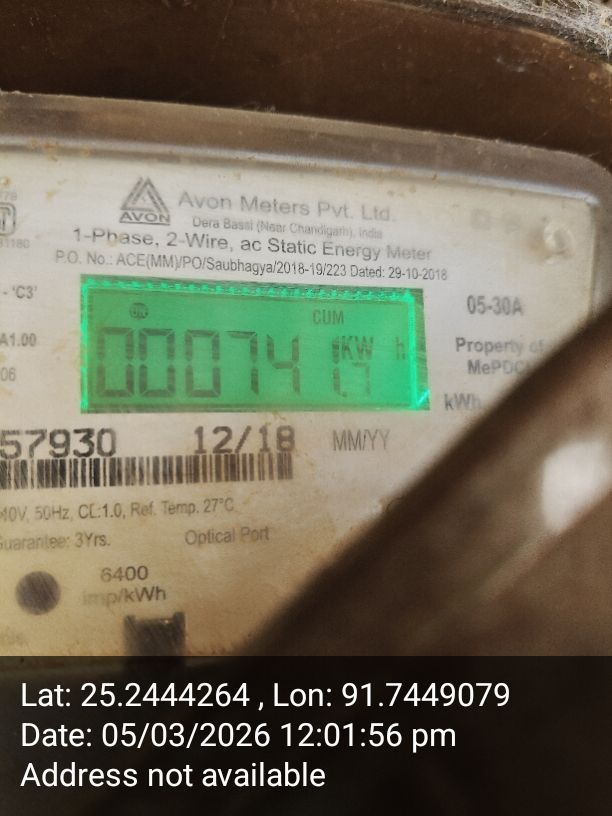 AVON
Avon Meters Pvt. Ltd.
Dera Bassi (Near Chandigarh), India
1-Phase, 2-Wire, ac Static Energy Meter
P.O. No.: ACE(MM)/PO/Saubhagya/2018-19/223 Dated: 29-10-2018
- 'C3'
05-30A
CUM
A1.00
000074
KW h
Property of
06
kWh
57930 12/18 MM/YY
40V, 50Hz, CL:1.0, Ref. Temp. 27°C
Guarantee: 3Yrs. Optical Port
6400
imp/kWh
Lat: 25.2444264 , Lon: 91.7449079
Date: 05/03/2026 12:01:56 pm
Address not available